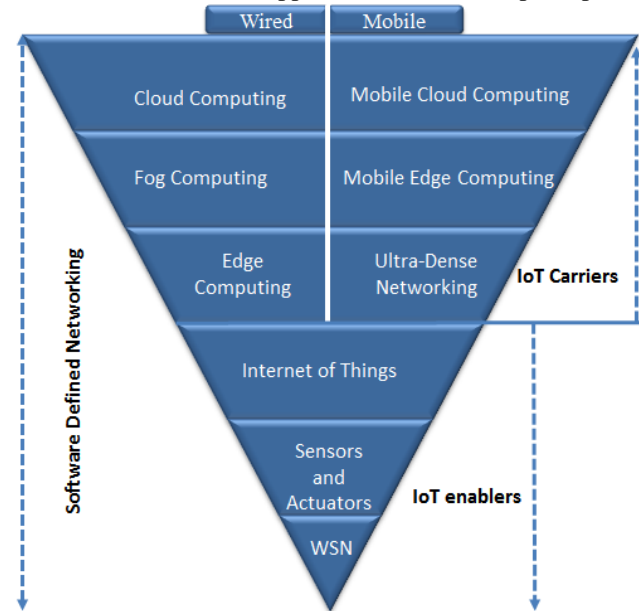 Wired
Mobile
Cloud Computing
Mobile Cloud Computing
Fog Computing
Mobile Edge Computing
Edge
Computing
Ultra-Dense
Networking
IoT Carriers
Software Defined Networking
Internet of Things
Sensors
and
Actuators
IoT enablers
WSN